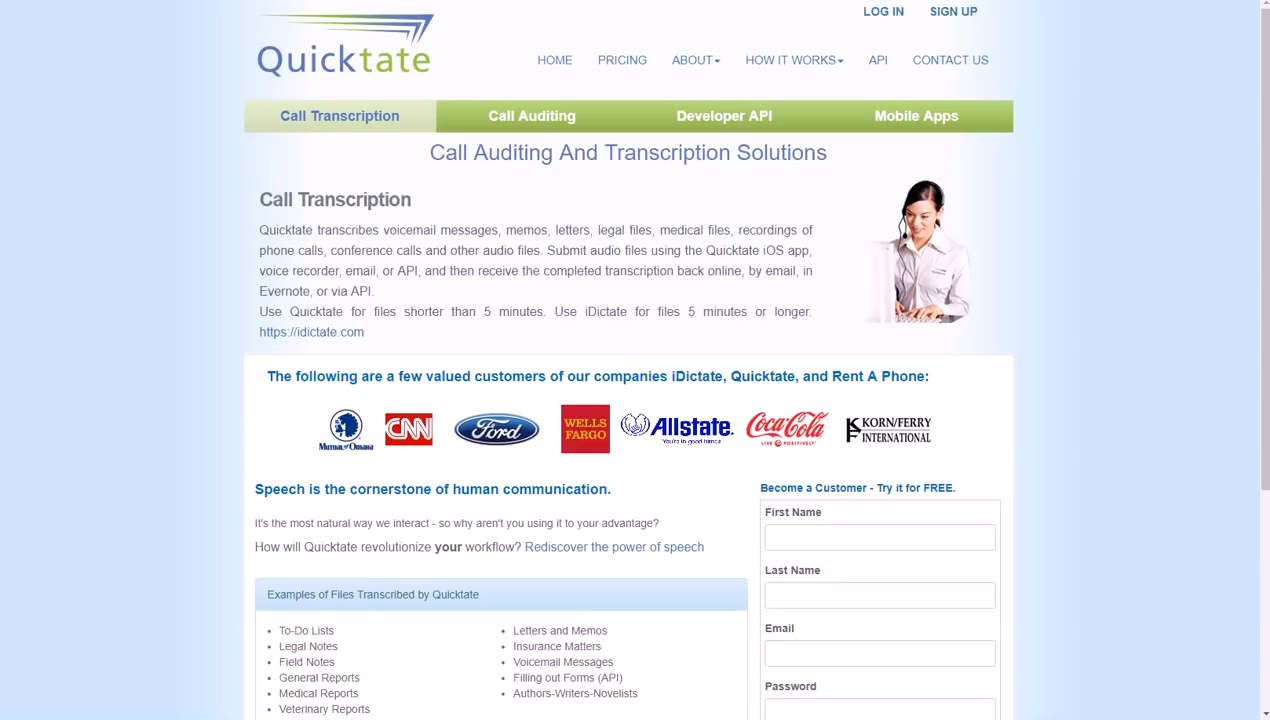 LOG IN SIGN UP
Quicktate
HOME PRICING ABOUT HOW IT WORKS API CONTACT US
Call Transcription Call Auditing Developer API Mobile Apps
Call Auditing And Transcription Solutions
Call Transcription
Quicktate transcribes voicemail messages, memos, letters, legal files, medical files, recordings of
phone calls, conference calls and other audio files. Submit audio files using the Quicktate iOS app,
voice recorder, email, or API, and then receive the completed transcription back online, by email, in
Evernote, or via API.
Use Quicktate for files shorter than 5 minutes. Use iDictate for files 5 minutes or longer.
https://idictate.com
The following are a few valued customers of our companies iDictate, Quicktate, and Rent A Phone:
Mutual of Omaha
CNN
Ford
WELLS
FARGO
Allstate.
You're in good hands.
Coca-Cola
LIVE POSITIVELY
KORN/FERRY
INTERNATIONAL
Speech is the cornerstone of human communication.
It's the most natural way we interact - so why aren't you using it to your advantage?
How will Quicktate revolutionize your workflow? Rediscover the power of speech
Examples of Files Transcribed by Quicktate
To-Do Lists
Legal Notes
Field Notes
General Reports
Medical Reports
Veterinary Reports
Letters and Memos
Insurance Matters
Voicemail Messages
Filling out Forms (API)
Authors-Writers-Novelists
Become a Customer - Try it for FREE.
First Name
Last Name
Email
Password